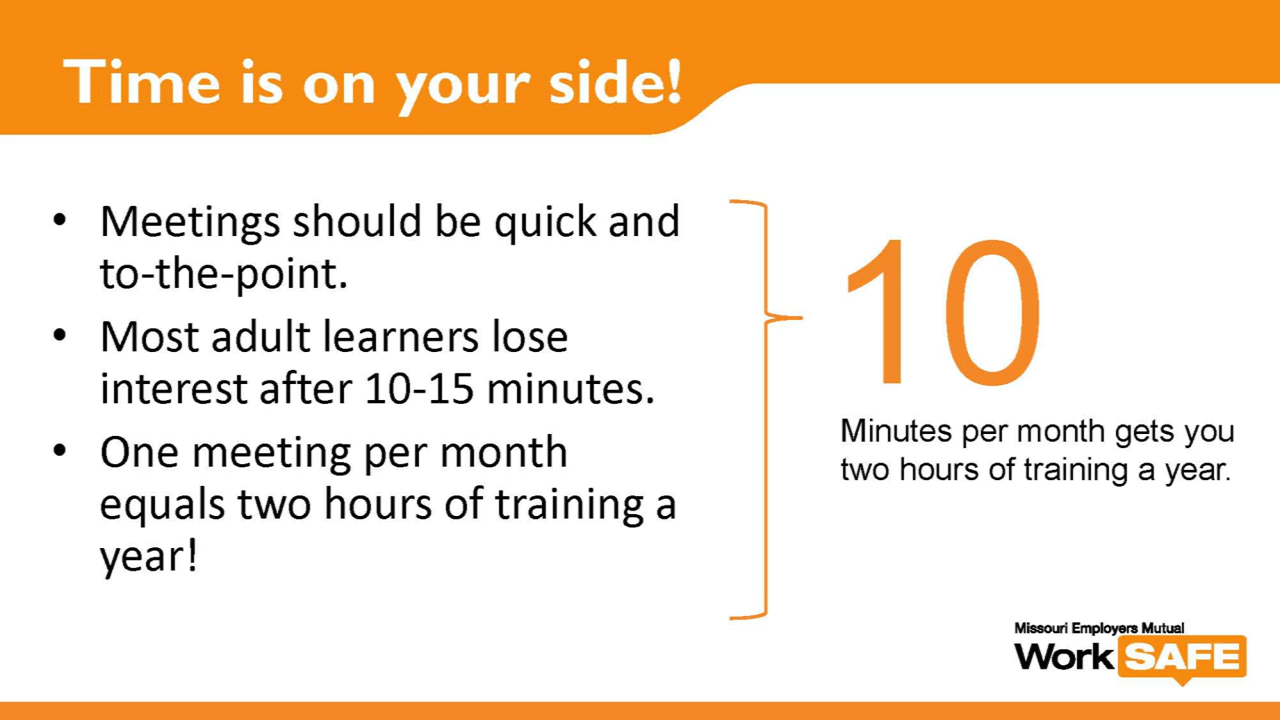 Time is on your side!
• Meetings should be quick and
to-the-point.
• Most adult learners lose
interest after 10-15 minutes.
• One meeting per month
equals two hours of training a
year!
10
Minutes per month gets you
two hours of training a year.
Missouri Employers Mutual
Work SAFE